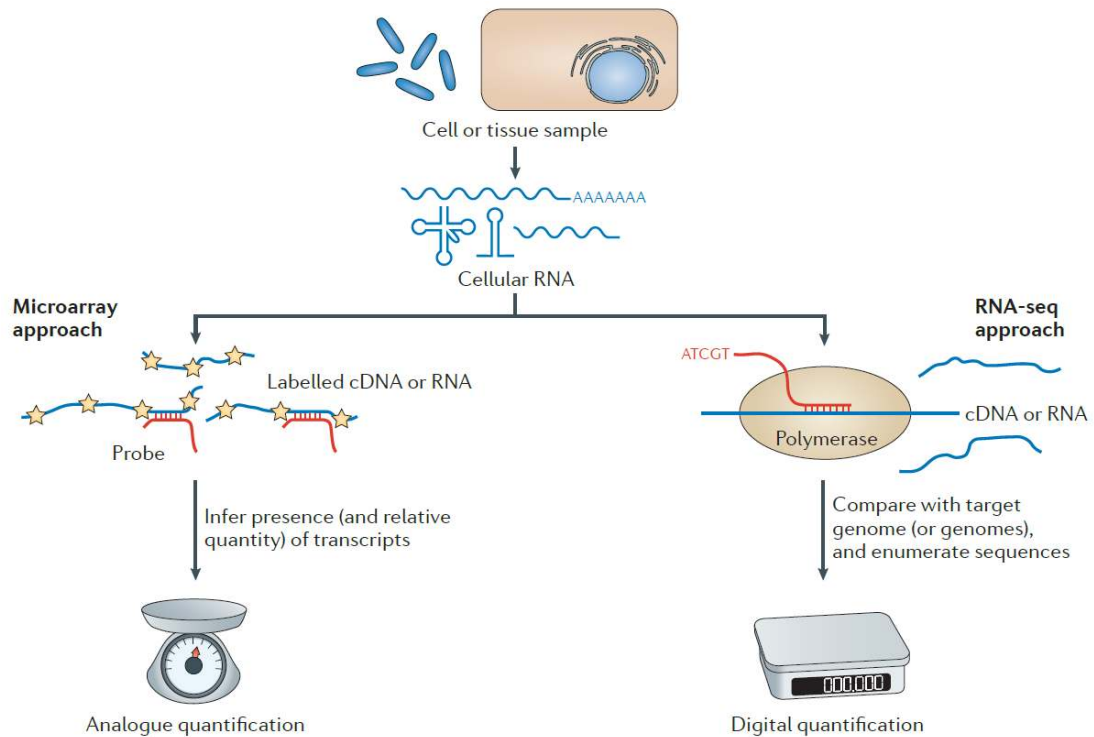 Cell or tissue sample
AAAAAAA
Cellular RNA
Microarray
approach
Labelled cDNA or RNA
Probe
Infer presence (and relative
quantity) of transcripts
Analogue quantification
RNA-seq
approach
ATCGT
cDNA or RNA
Polymerase
Compare with target
genome (or genomes),
and enumerate sequences
000.000
Digital quantification